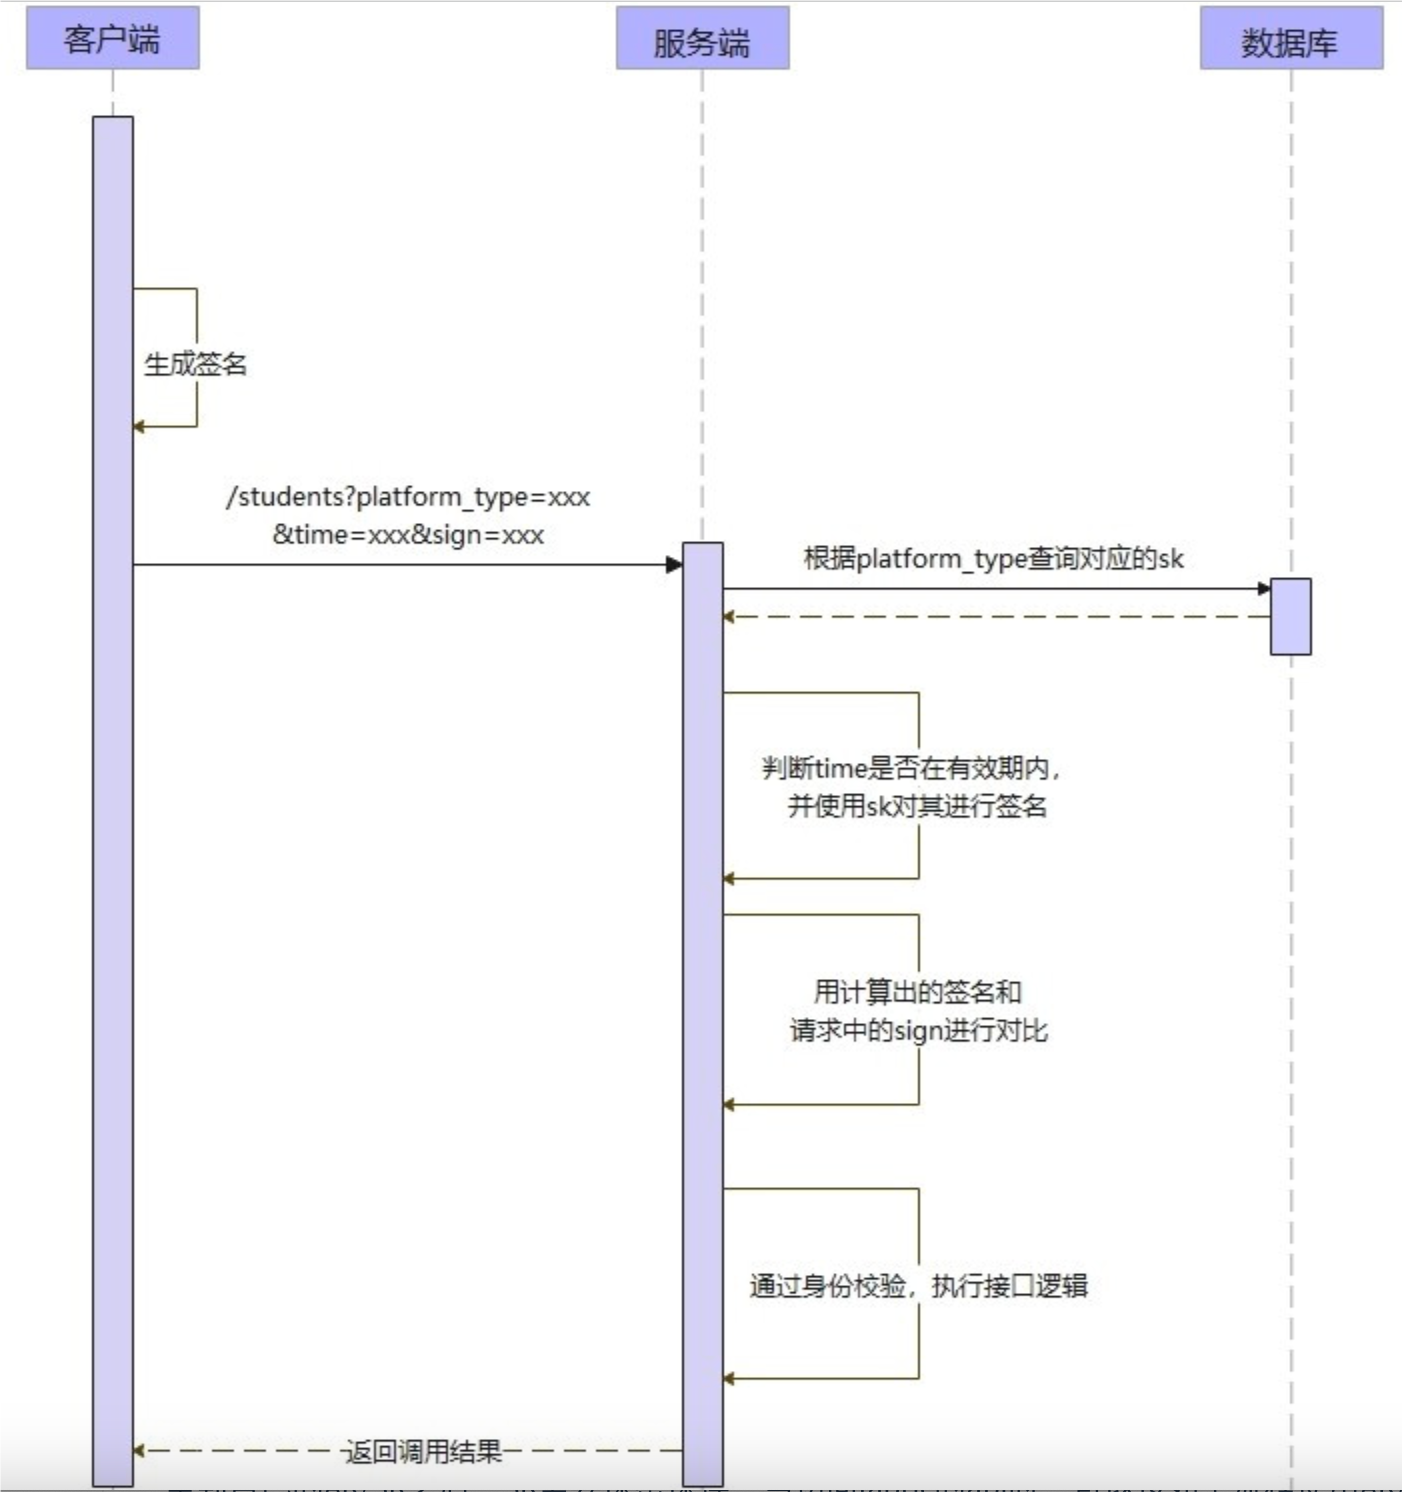 客户端
服务端
数据库
生成签名
/students?platform_type=xxx
&time=xxx&sign=xxx
根据platform_type查询对应的sk
判断time是否在有效期内，
并使用sk对其进行签名
用计算出的签名和
请求中的sign进行对比
通过身份校验，执行接口逻辑
返回调用结果